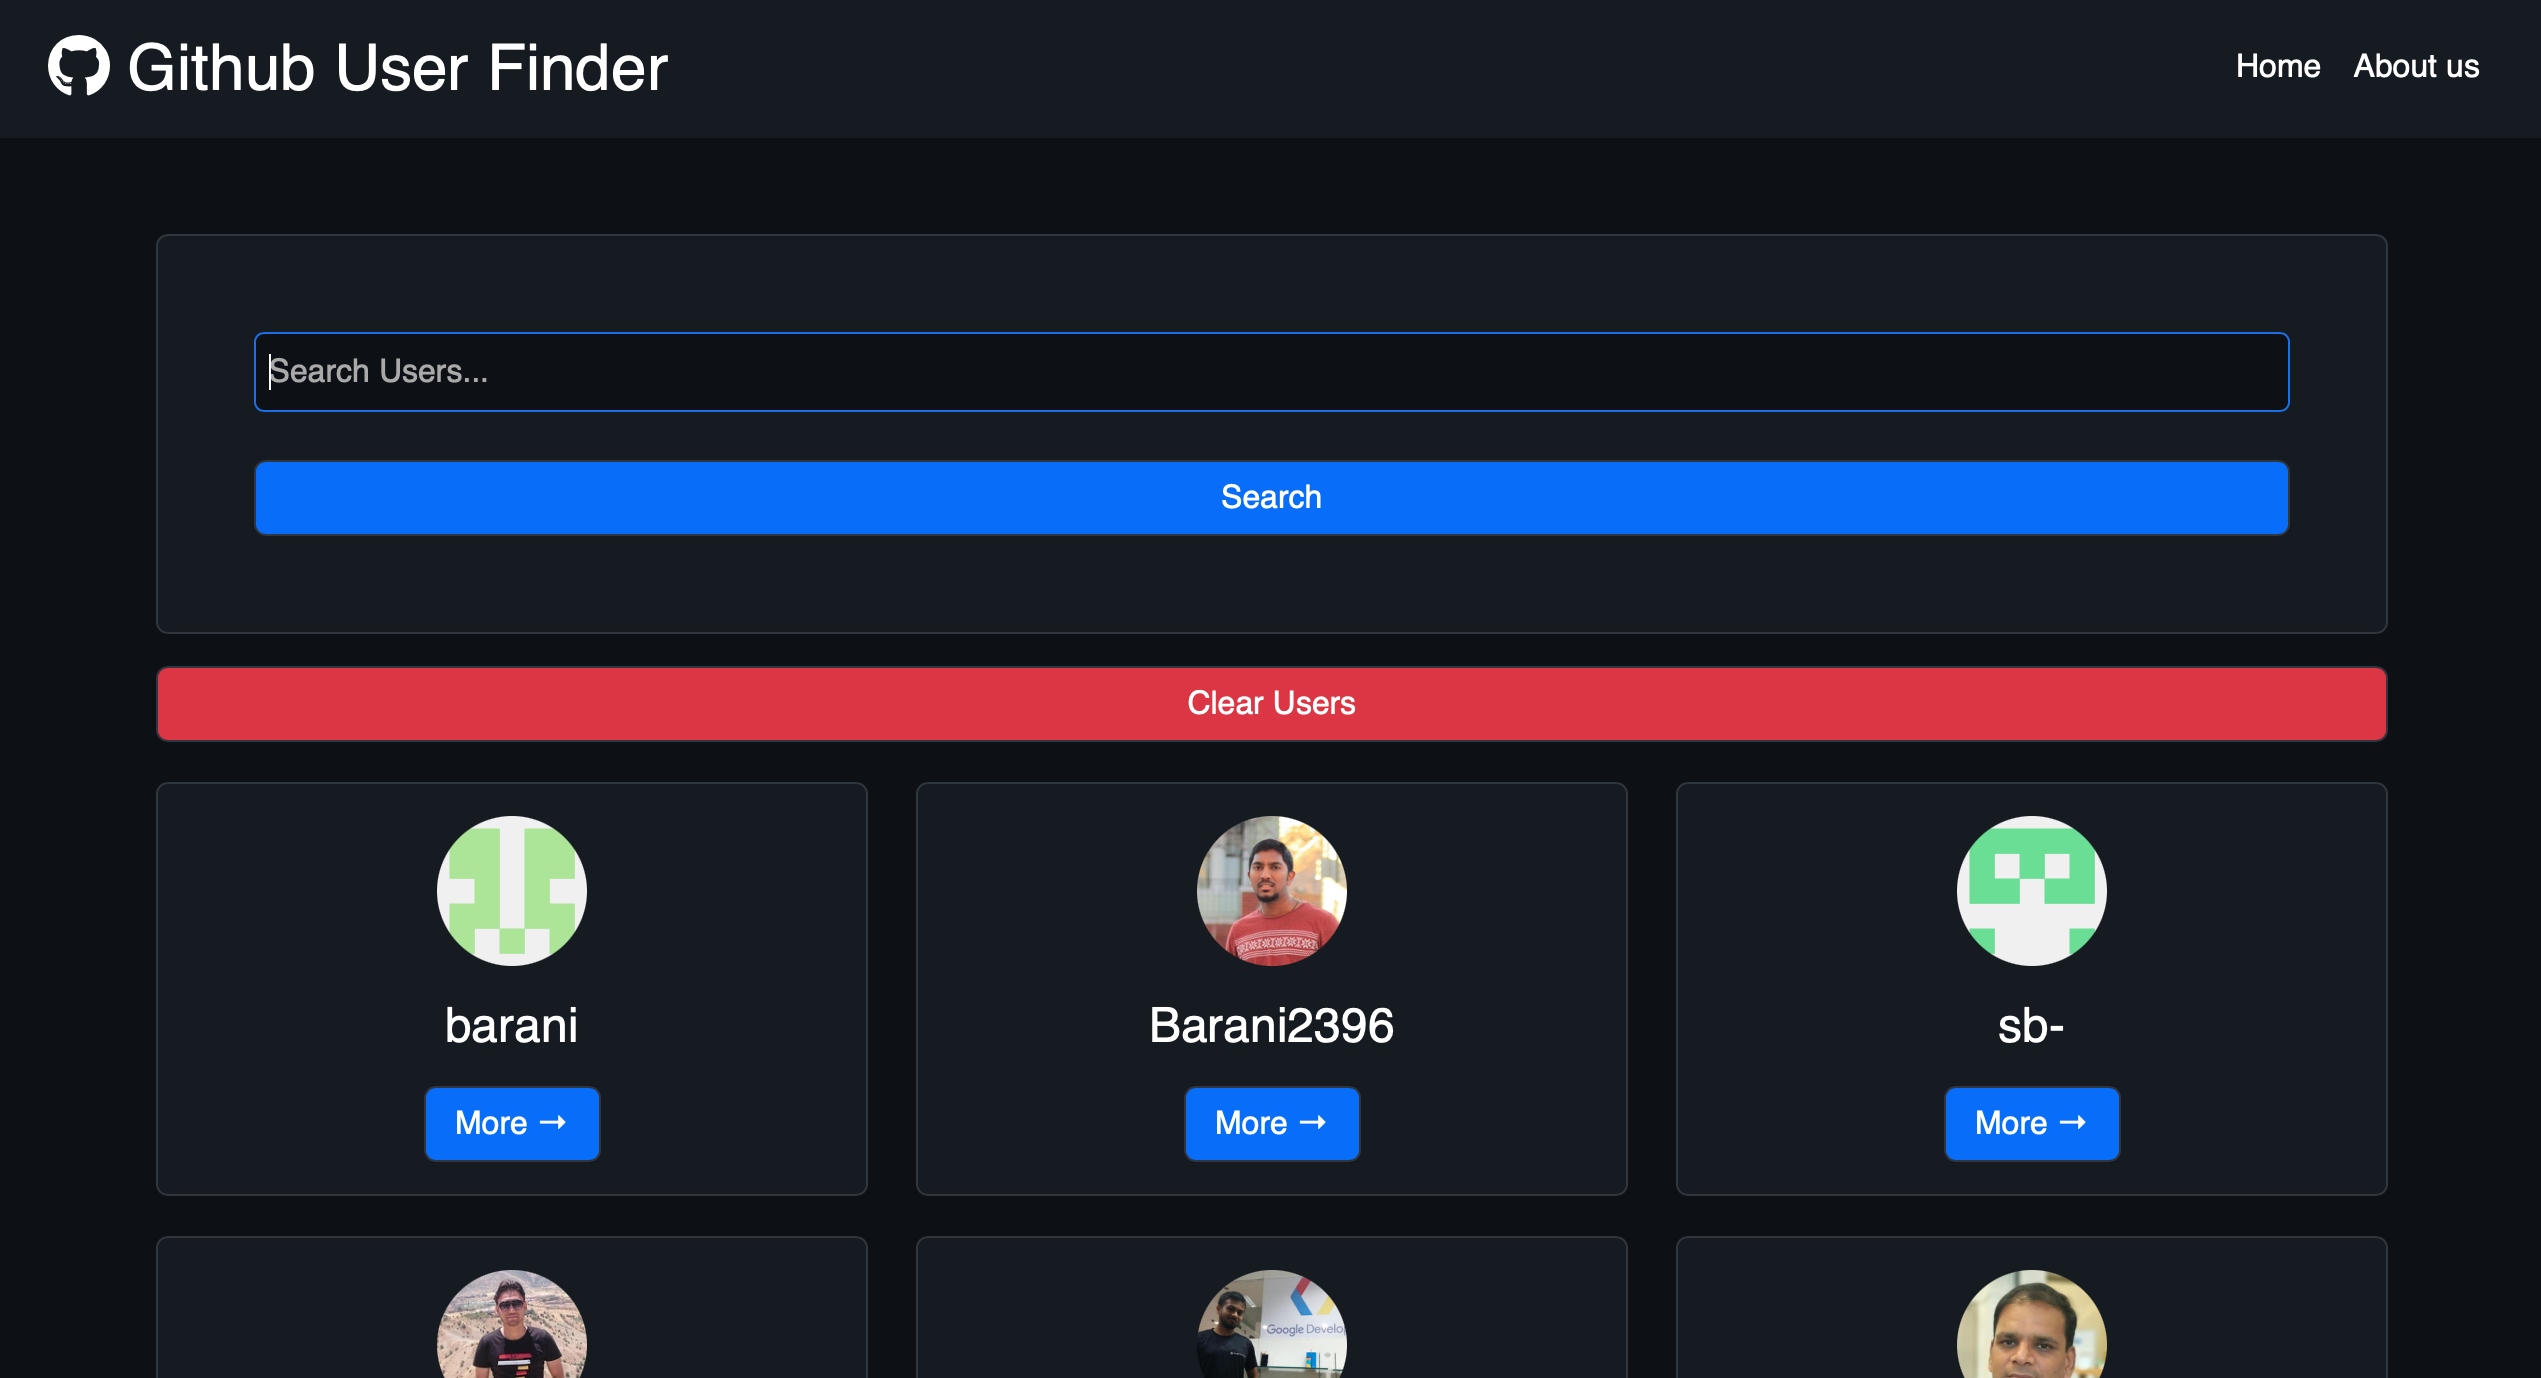 Github User Finder
Home
About us
Search Users...
Search
Clear Users
barani
Barani2396
sb-
More →
More →
More →
Google Develo